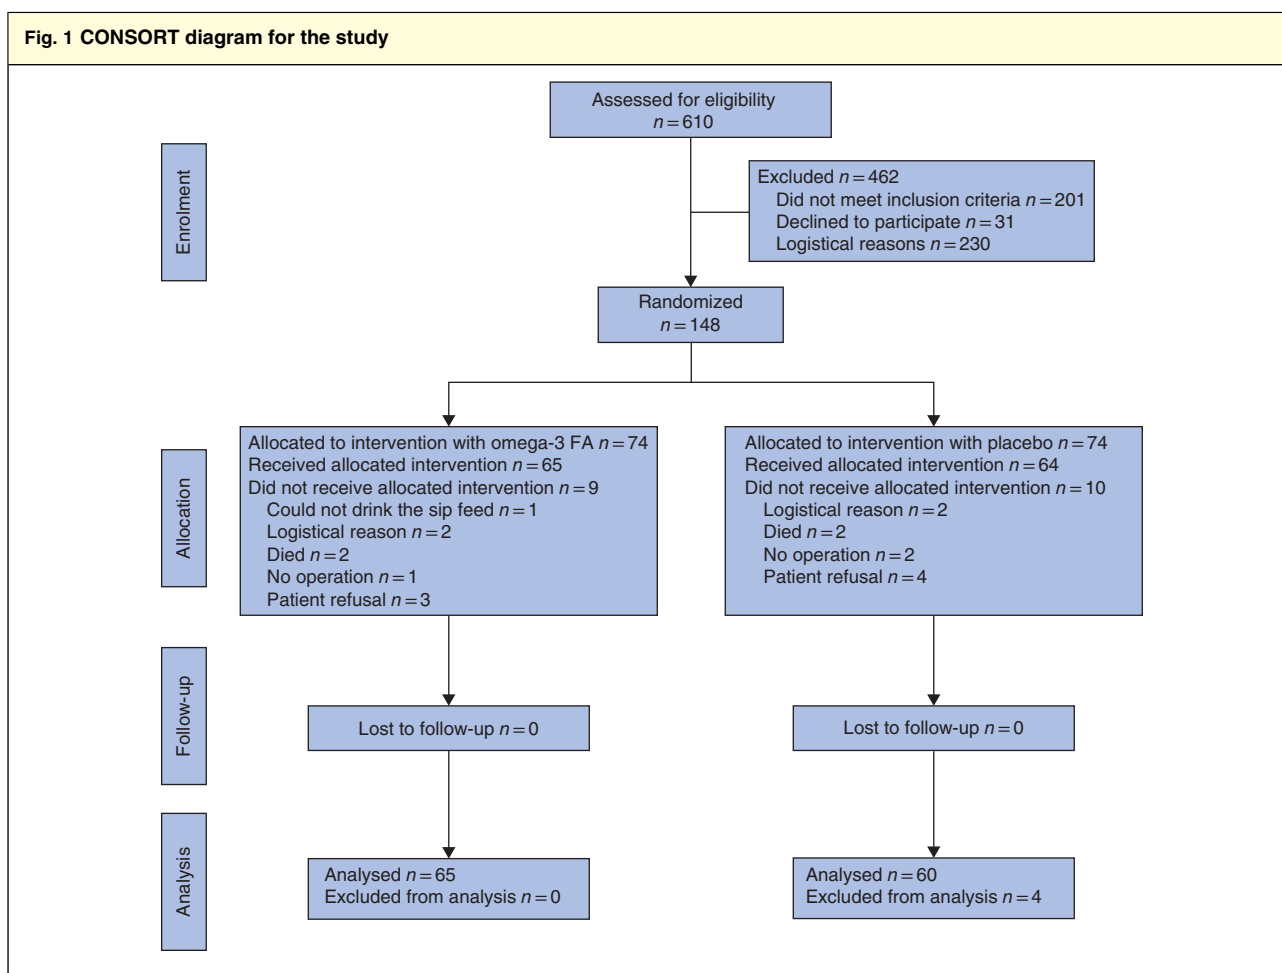 Fig. 1 CONSORT diagram for the study
Assessed for eligibility
n = 610
Enrolment
Excluded n = 462
Did not meet inclusion criteria n = 201
Declined to participate n = 31
Logistical reasons n = 230
Randomized
n = 148
Allocation
Allocated to intervention with omega-3 FA n = 74
Received allocated intervention n = 65
Did not receive allocated intervention n = 9
Could not drink the sip feed n = 1
Logistical reason n = 2
Died n = 2
No operation n = 1
Patient refusal n = 3
Allocated to intervention with placebo n = 74
Received allocated intervention n = 64
Did not receive allocated intervention n = 10
Logistical reason n = 2
Died n = 2
No operation n = 2
Patient refusal n = 4
Follow-up
Lost to follow-up n = 0
Lost to follow-up n = 0
Analysis
Analysed n = 65
Excluded from analysis n = 0
Analysed n = 60
Excluded from analysis n = 4